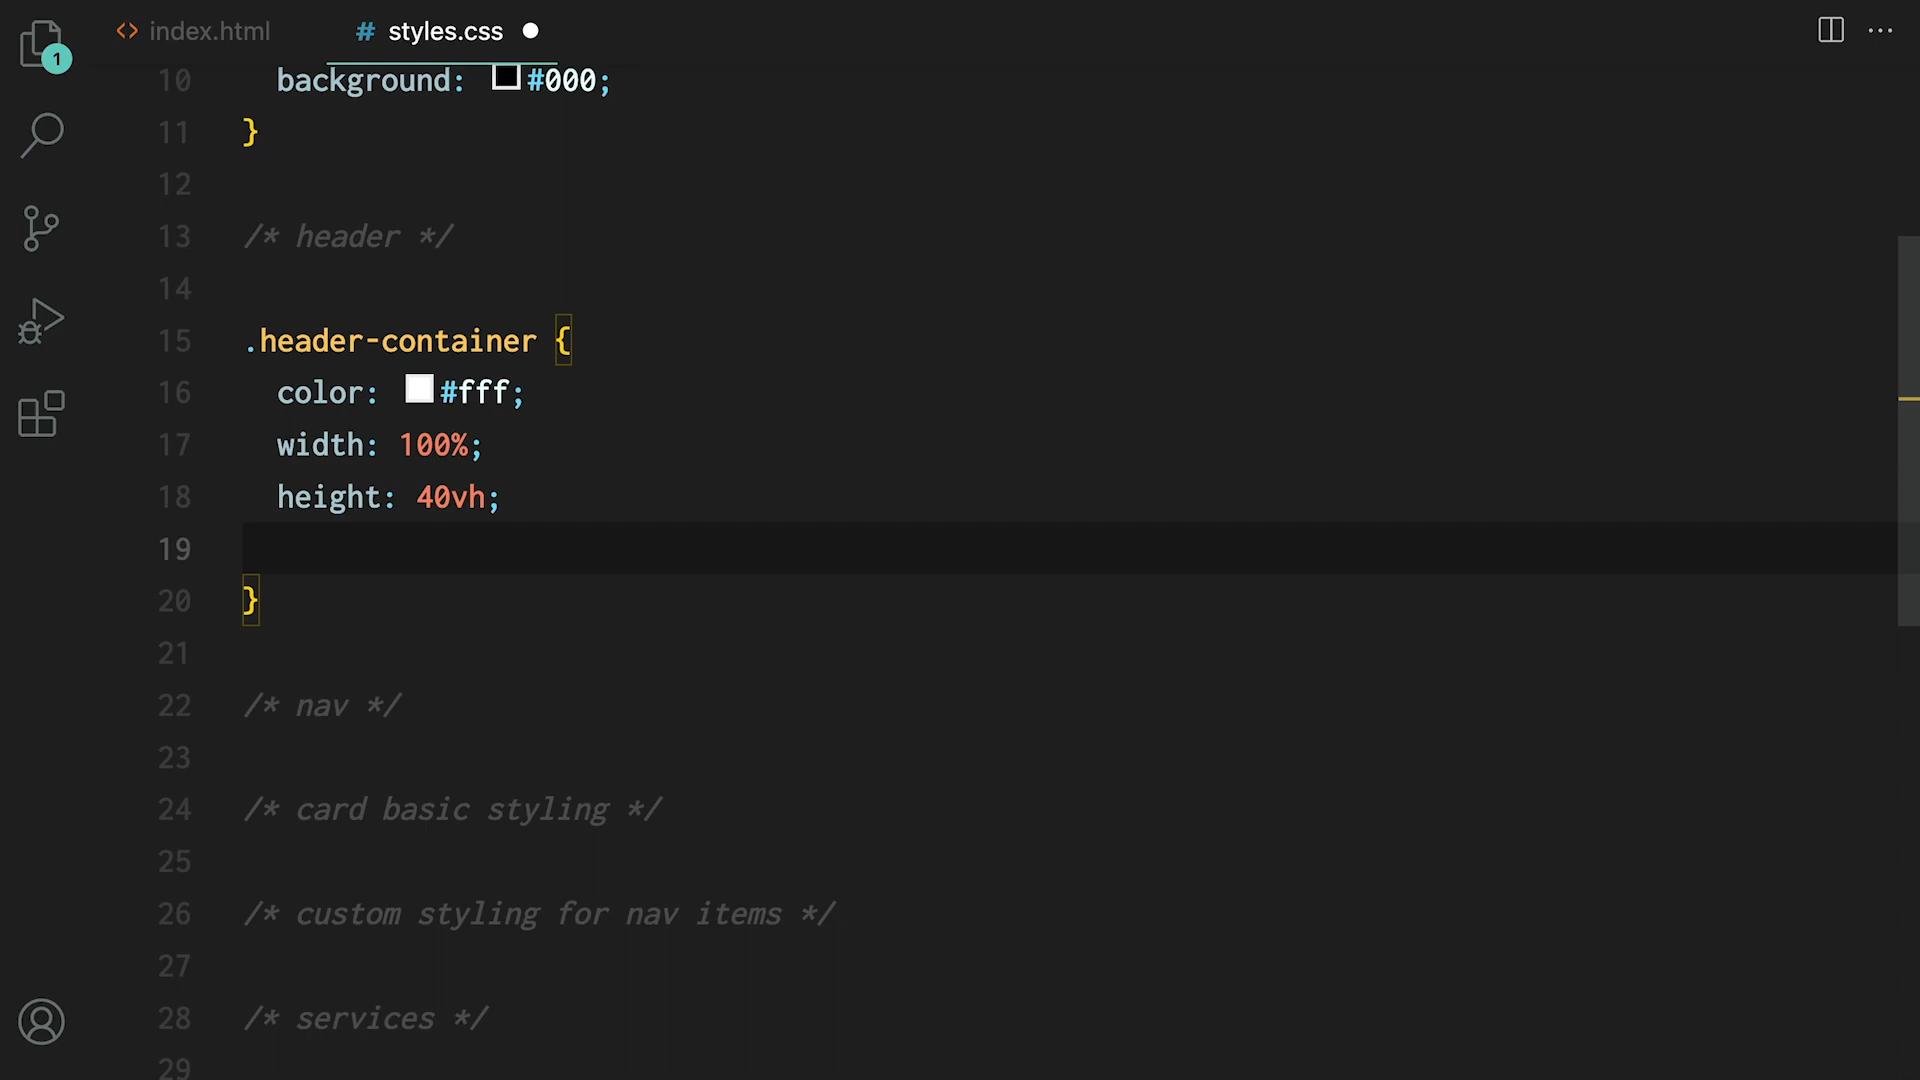 1
<> index.html
# styles.css
10 background: #000;
11 }
12
13 /* header */
14
15 .header-container {
16 color: #fff;
17 width: 100%;
18 height: 40vh;
19
20 }
21
22 /* nav */
23
24 /* card basic styling */
25
26 /* custom styling for nav items */
27
28 /* services */
29